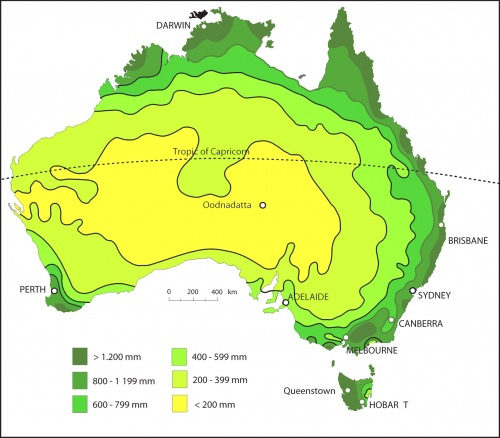 DARWIN
Tropic of Capricorn
Oodnadatta
BRISBANE
PERTH
0 200 400 km
ADELAIDE
SYDNEY
CANBERRA
MELBOURNE
> 1.200 mm
400 - 599 mm
800 - 1 199 mm
200 - 399 mm
600 - 799 mm
< 200 mm
Queenstown
HOBAR T